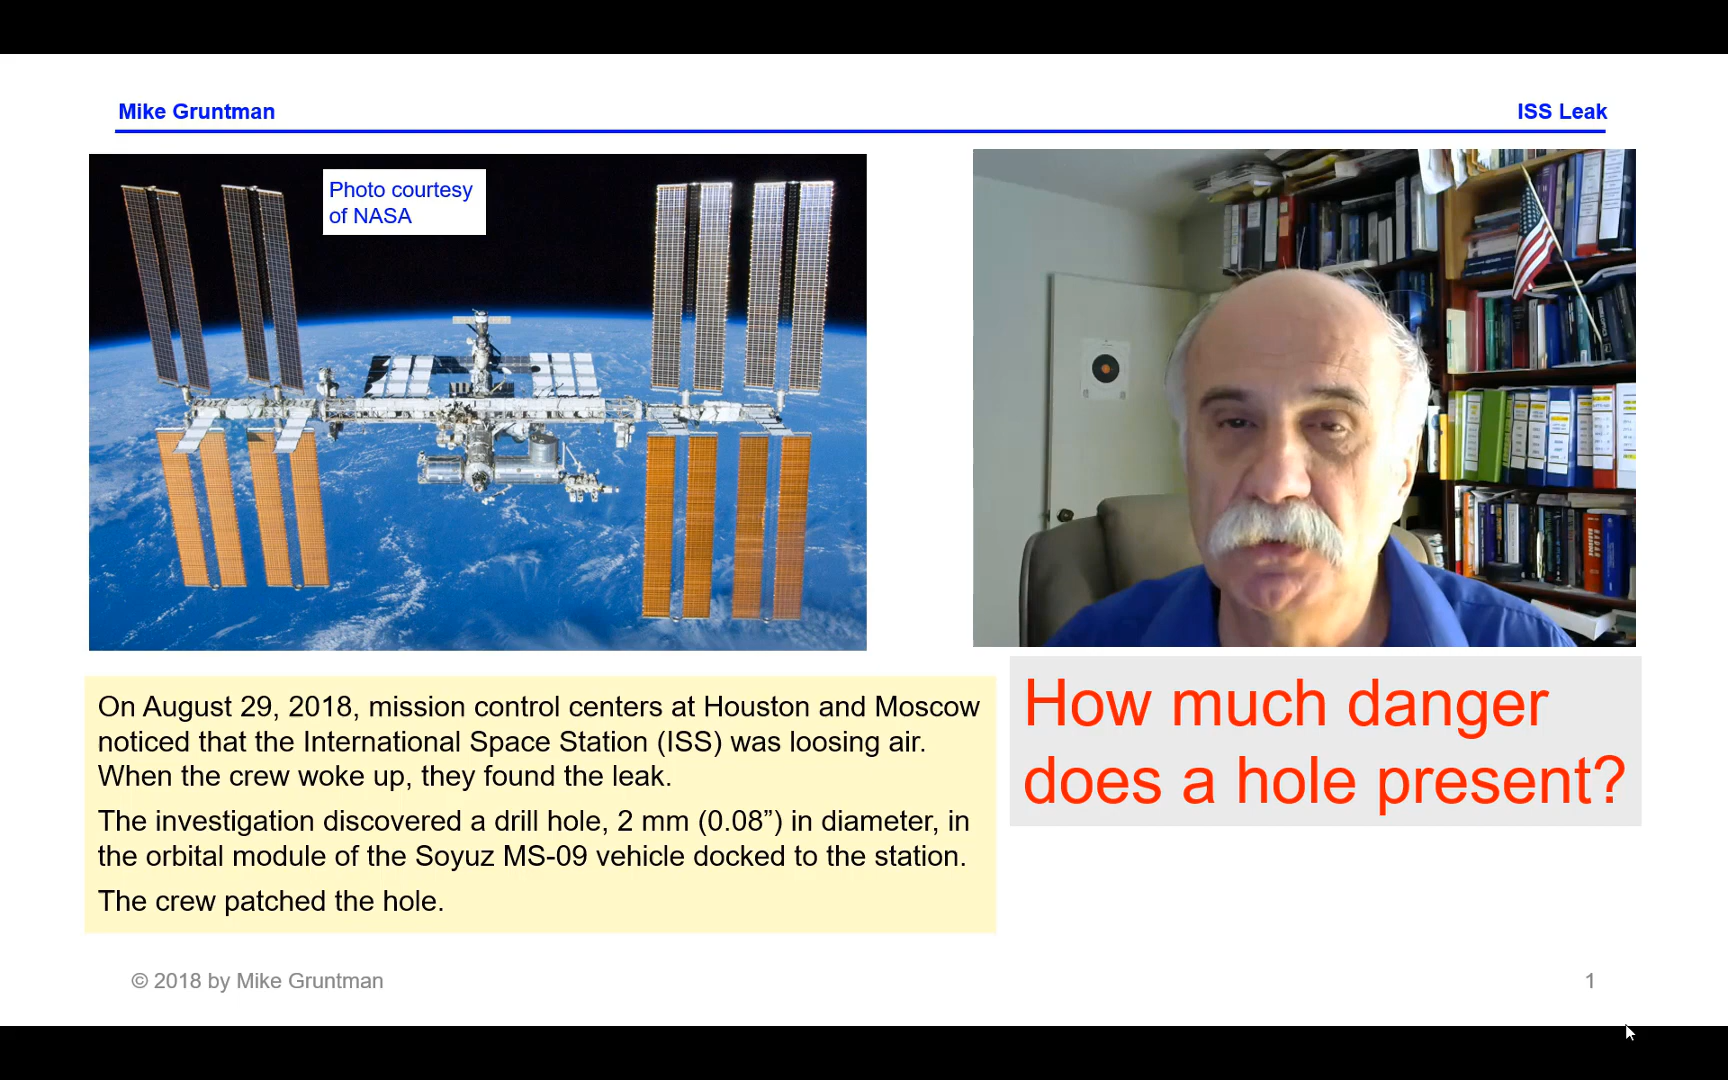 Mike Gruntman
ISS Leak
Photo courtesy
of NASA
On August 29, 2018, mission control centers at Houston and Moscow
noticed that the International Space Station (ISS) was loosing air.
When the crew woke up, they found the leak.
The investigation discovered a drill hole, 2 mm (0.08”) in diameter, in
the orbital module of the Soyuz MS-09 vehicle docked to the station.
The crew patched the hole.
How much danger
does a hole present?
© 2018 by Mike Gruntman
1